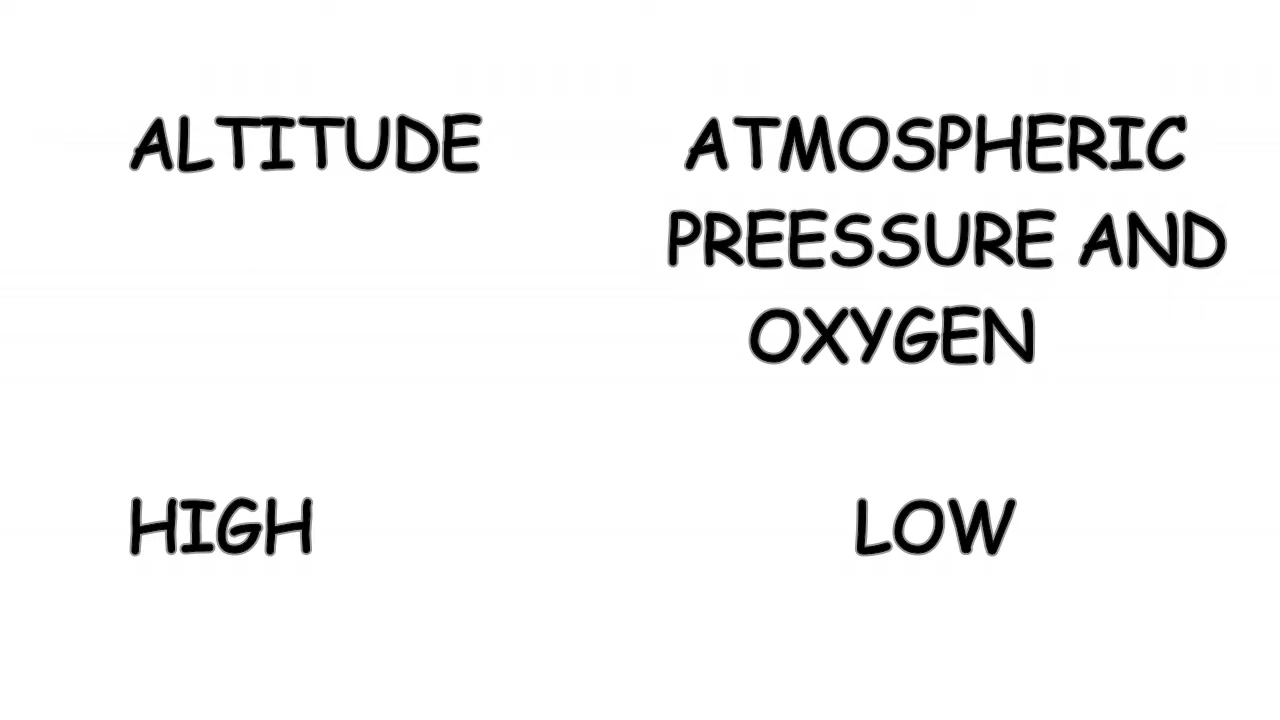 ALTITUDE
ATMOSPHERIC
PREESSURE AND
OXYGEN
HIGH
LOW